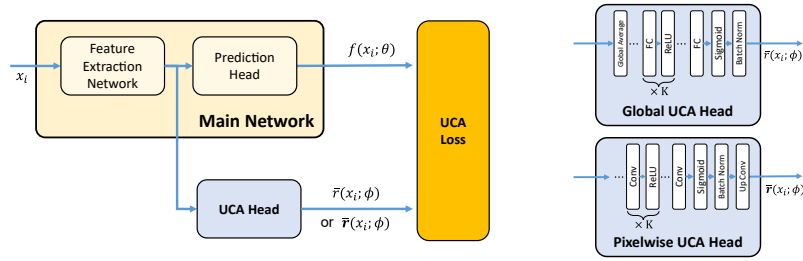 x_i
Feature
Extraction
Network
Prediction
Head
Main Network
f(x_i; θ)
UCA
Loss
UCA Head
r̄(x_i; ϕ)
or r̄(x_i; ϕ)
Global Average
...
FC
ReLU
...
FC
Sigmoid
Batch Norm
× K
r̄(x_i; ϕ)
Global UCA Head
...
Conv
ReLU
...
Conv
Sigmoid
Batch Norm
Up Conv
× K
r̄(x_i; ϕ)
Pixelwise UCA Head